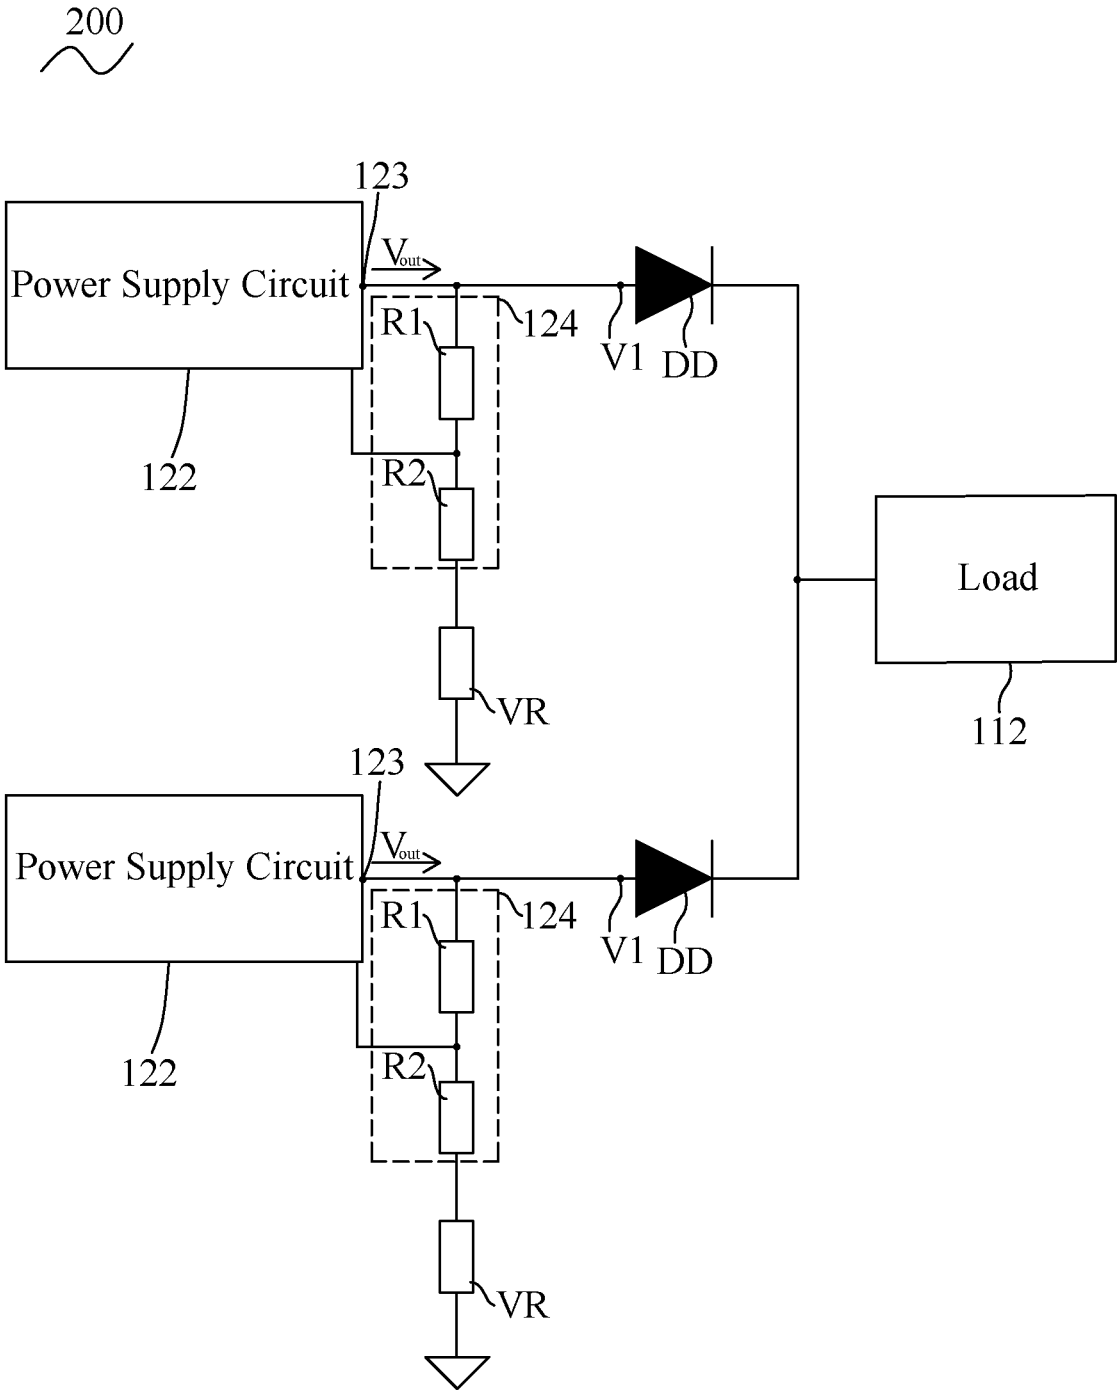 200
123
Vout
Power Supply Circuit
R1
124
V1
DD
122
R2
Load
VR
112
123
Vout
Power Supply Circuit
R1
124
V1
DD
122
R2
VR